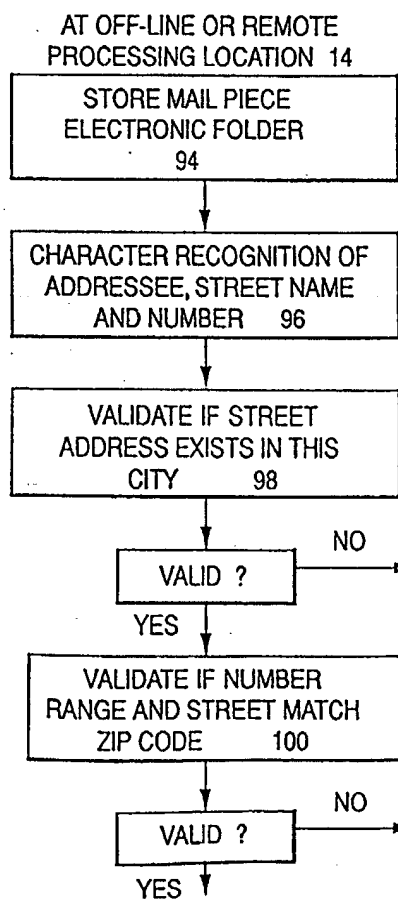 AT OFF-LINE OR REMOTE
PROCESSING LOCATION 14
STORE MAIL PIECE
ELECTRONIC FOLDER
94
CHARACTER RECOGNITION OF
ADDRESSEE, STREET NAME
AND NUMBER 96
VALIDATE IF STREET
ADDRESS EXISTS IN THIS
CITY 98
VALID ?
NO
YES
VALIDATE IF NUMBER
RANGE AND STREET MATCH
ZIP CODE 100
VALID ?
NO
YES